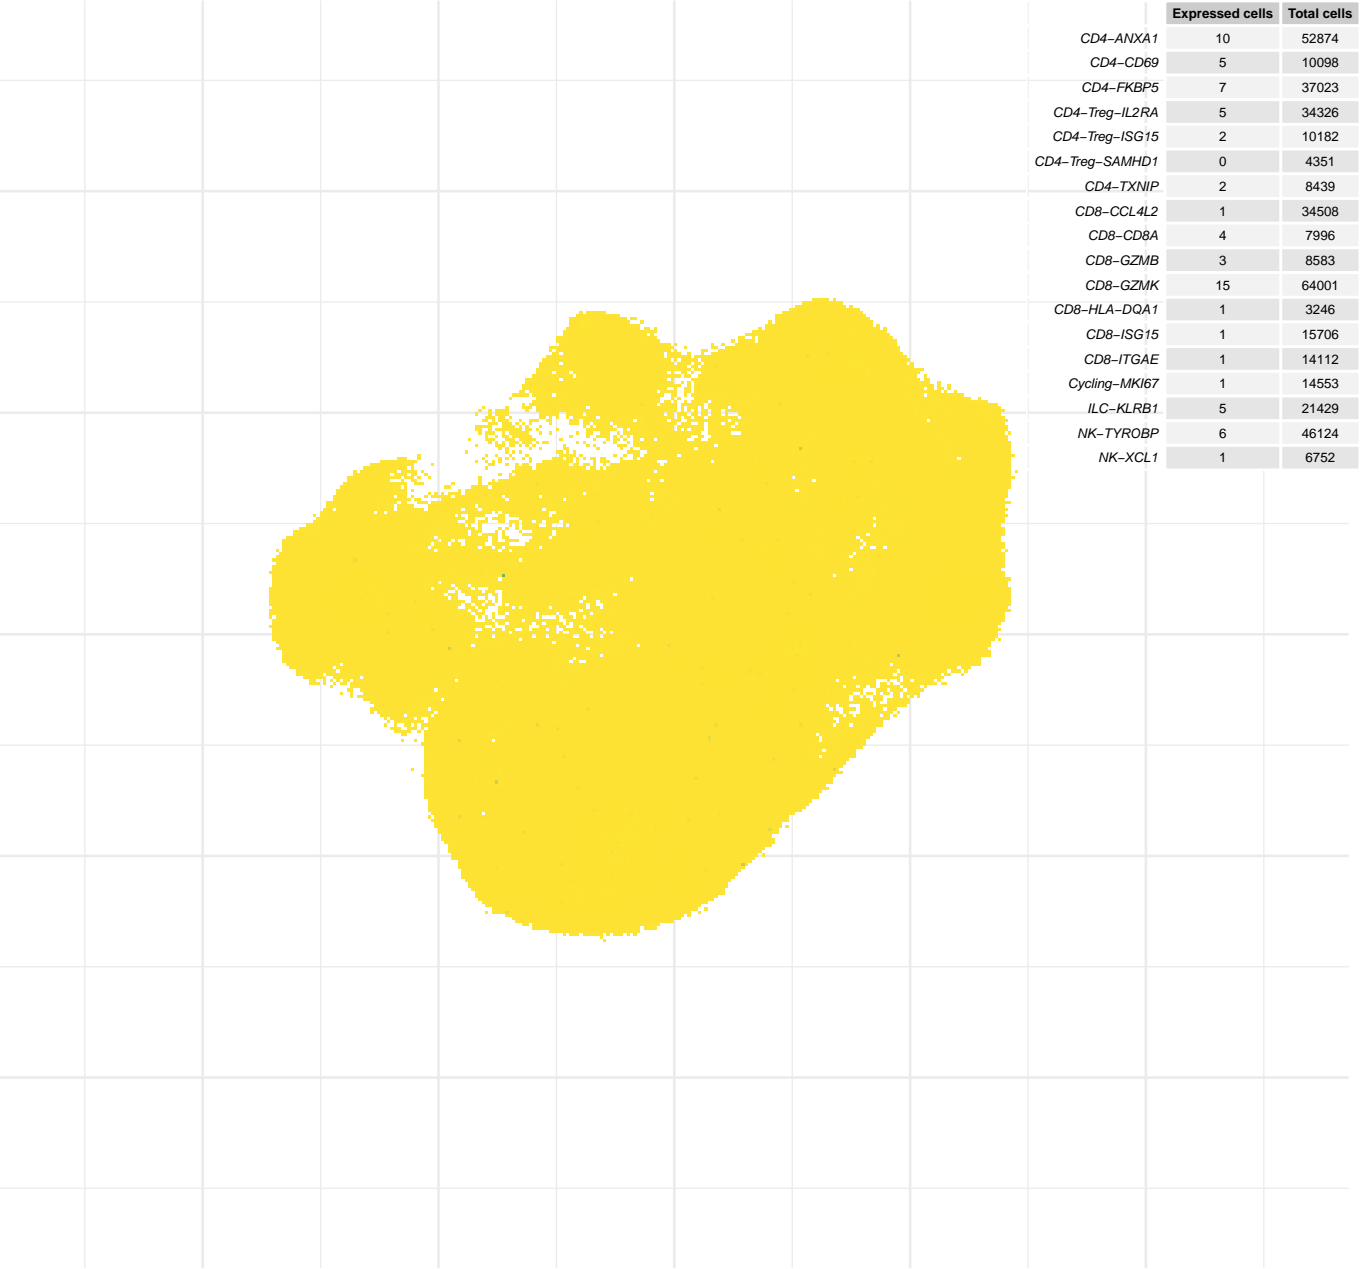 Expressed cells Total cells
CD4−ANXA1 10 52874
CD4−CD69 5 10098
CD4−FKBP5 7 37023
CD4−Treg−IL2RA 5 34326
CD4−Treg−ISG15 2 10182
CD4−Treg−SAMHD1 0 4351
CD4−TXNIP 2 8439
CD8−CCL4L2 1 34508
CD8−CD8A 4 7996
CD8−GZMB 3 8583
CD8−GZMK 15 64001
CD8−HLA−DQA1 1 3246
CD8−ISG15 1 15706
CD8−ITGAE 1 14112
Cycling−MKI67 1 14553
ILC−KLRB1 5 21429
NK−TYROBP 6 46124
NK−XCL1 1 6752